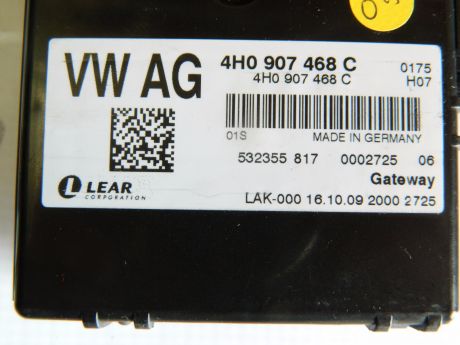 VW AG
4H0 907 468 C
4H0 907 468 C
0175
H07
01S
MADE IN GERMANY
532355 817 0002725 06
Gateway
LEAR
CORPORATION
LAK-000 16.10.09 2000 2725